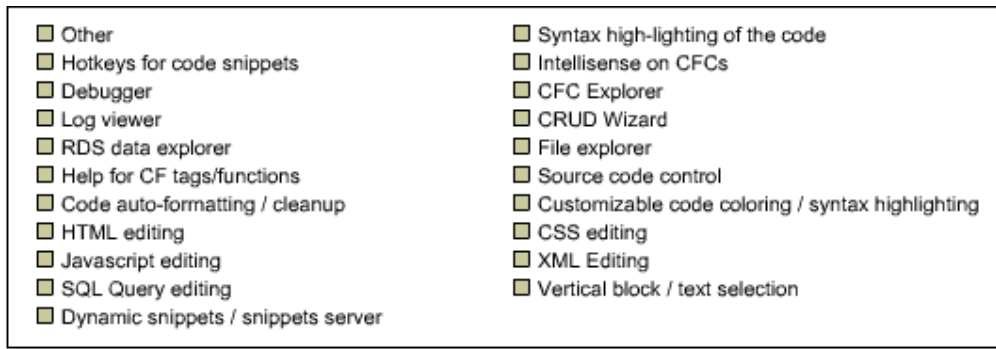 Other
Hotkeys for code snippets
Debugger
Log viewer
RDS data explorer
Help for CF tags/functions
Code auto-formatting / cleanup
HTML editing
Javascript editing
SQL Query editing
Dynamic snippets / snippets server
Syntax high-lighting of the code
Intellisense on CFCs
CFC Explorer
CRUD Wizard
File explorer
Source code control
Customizable code coloring / syntax highlighting
CSS editing
XML Editing
Vertical block / text selection